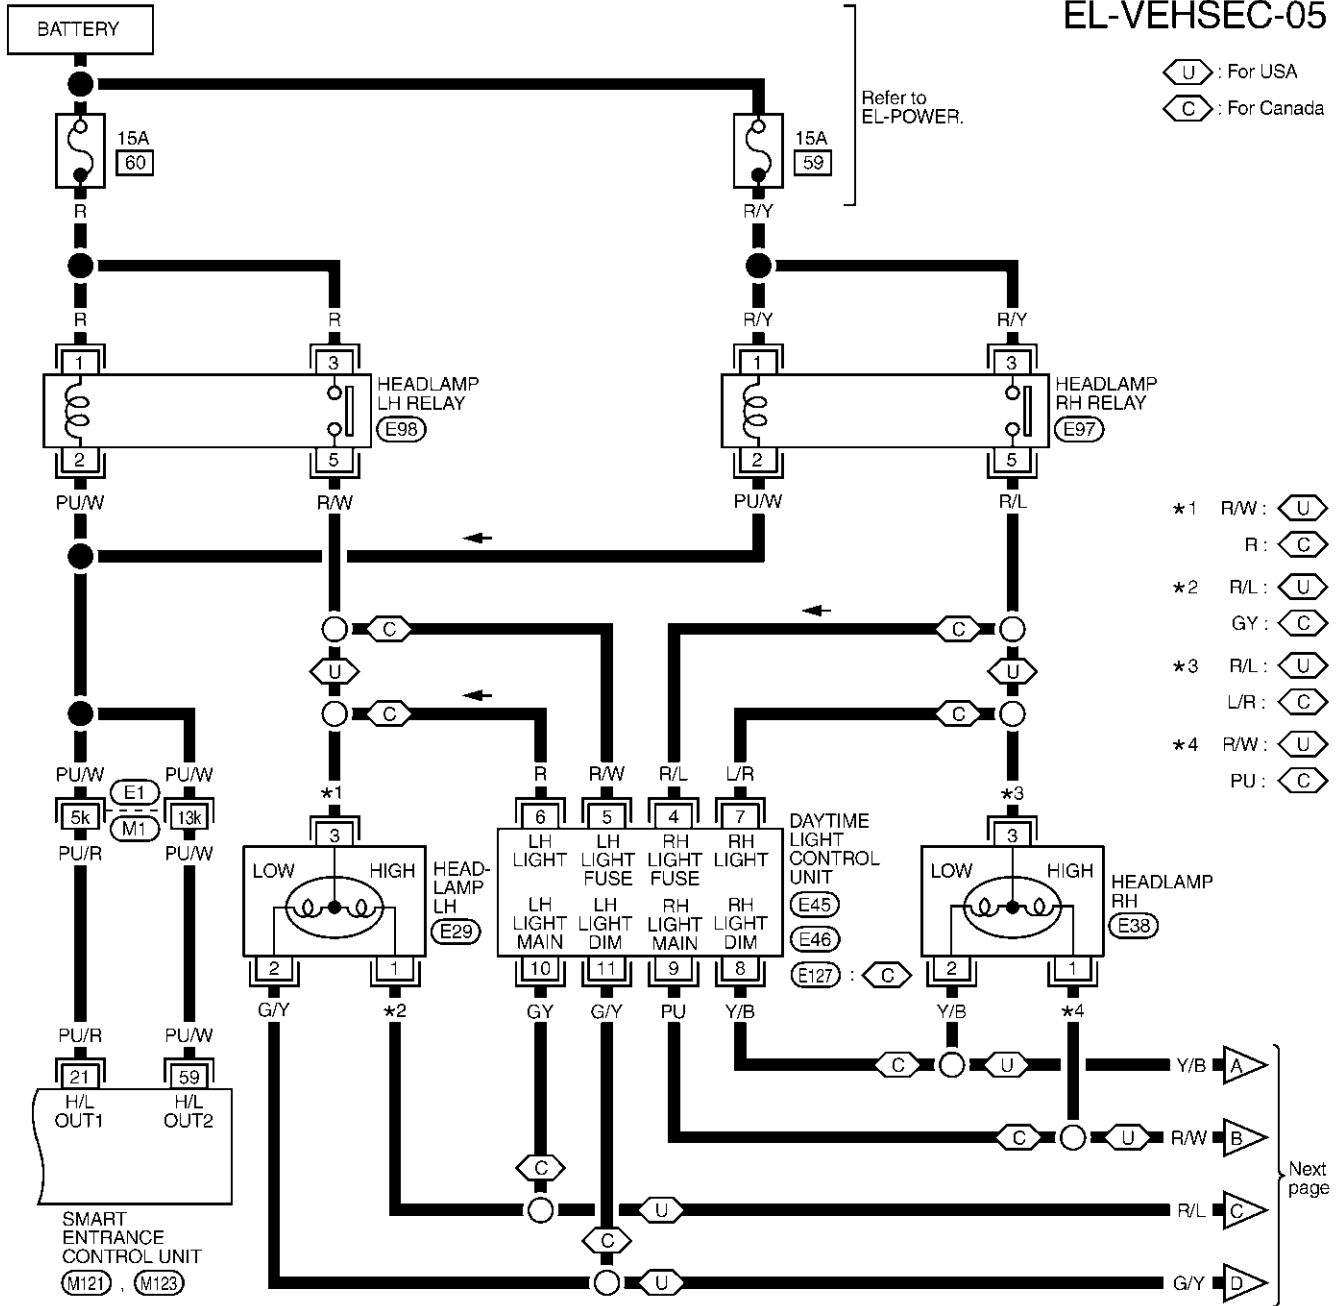 EL-VEHSEC-05
BATTERY
U : For USA
C : For Canada
Refer to
EL-POWER.
15A
60
15A
59
R
R/Y
R
R
R/Y
R/Y
1
3
1
3
HEADLAMP
LH RELAY
E98
HEADLAMP
RH RELAY
E97
2
5
2
5
PU/W
R/W
PU/W
R/L
*1 R/W : U
R : C
*2 R/L : U
GY : C
*3 R/L : U
L/R : C
*4 R/W : U
PU : C
C
C
U
U
C
C
PU/W
PU/W
*1
R
R/W
R/L
L/R
*3
5k
E1
M1
13k
PU/R
PU/W
3
6
5
4
7
3
LH
LIGHT
LH
LIGHT
FUSE
RH
LIGHT
FUSE
RH
LIGHT
LH
LIGHT
MAIN
LH
LIGHT
DIM
RH
LIGHT
MAIN
RH
LIGHT
DIM
DAYTIME
LIGHT
CONTROL
UNIT
E45
E46
E127 : C
LOW
HIGH
HEAD-
LAMP
LH
E29
LOW
HIGH
HEADLAMP
RH
E38
2
1
10
11
9
8
2
1
G/Y
*2
GY
G/Y
PU
Y/B
Y/B
*4
PU/R
PU/W
21
59
H/L
OUT1
H/L
OUT2
SMART
ENTRANCE
CONTROL UNIT
M121 , M123
C
U
Y/B
A
C
U
R/W
B
C
U
R/L
C
C
U
G/Y
D
Next
page